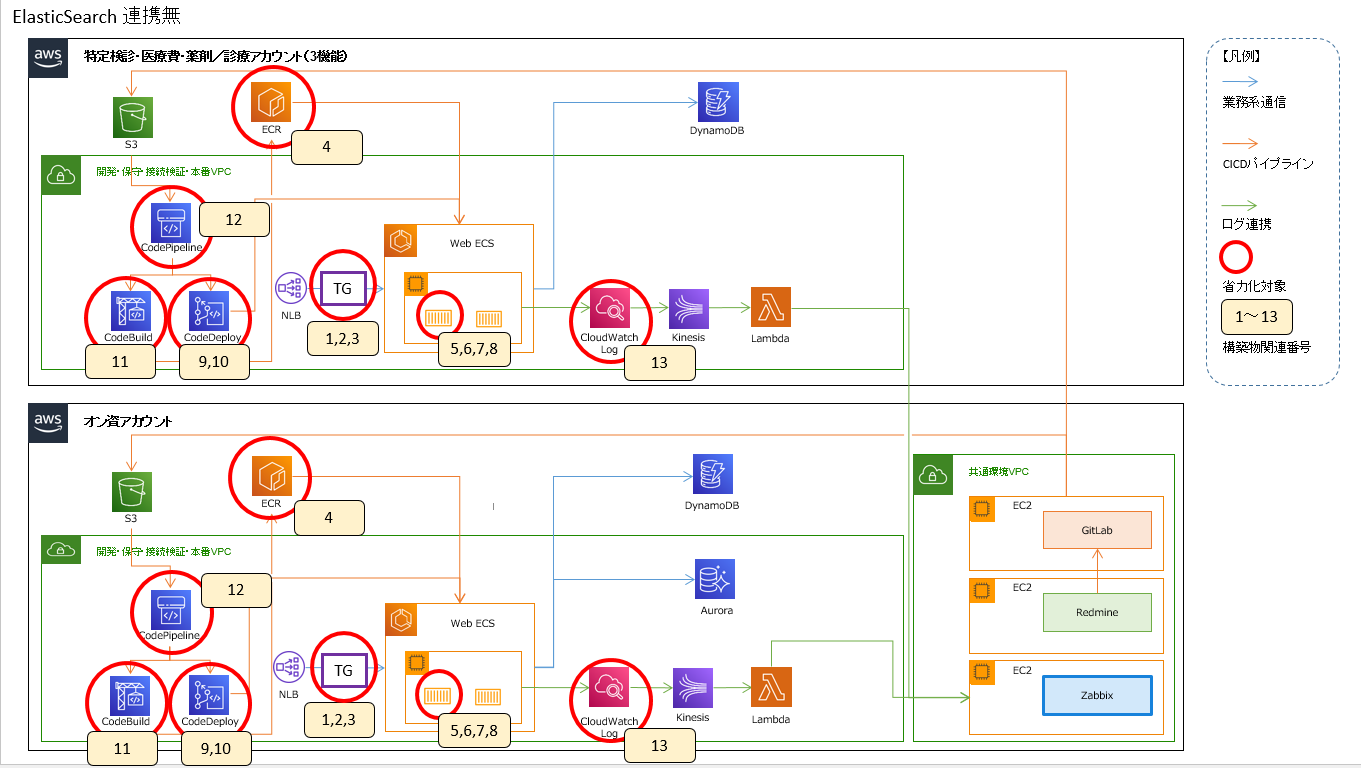 ElasticSearch 連携無
aws
特定検診・医療費・薬剤／診療アカウント（3機能）
S3
ECR
4
DynamoDB
開発・保守・接続検証・本番VPC
CodePipeline
12
CodeBuild
11
CodeDeploy
9,10
NLB
TG
1,2,3
Web ECS
5,6,7,8
CloudWatch
Log
13
Kinesis
Lambda
【凡例】
業務系通信
CICDパイプライン
ログ連携
省力化対象
1～13
構築物関連番号
aws
オン資アカウント
S3
ECR
4
DynamoDB
開発・保守・接続検証・本番VPC
CodePipeline
12
CodeBuild
11
CodeDeploy
9,10
NLB
TG
1,2,3
Web ECS
5,6,7,8
Aurora
CloudWatch
Log
13
Kinesis
Lambda
共通環境VPC
EC2
GitLab
EC2
Redmine
EC2
Zabbix